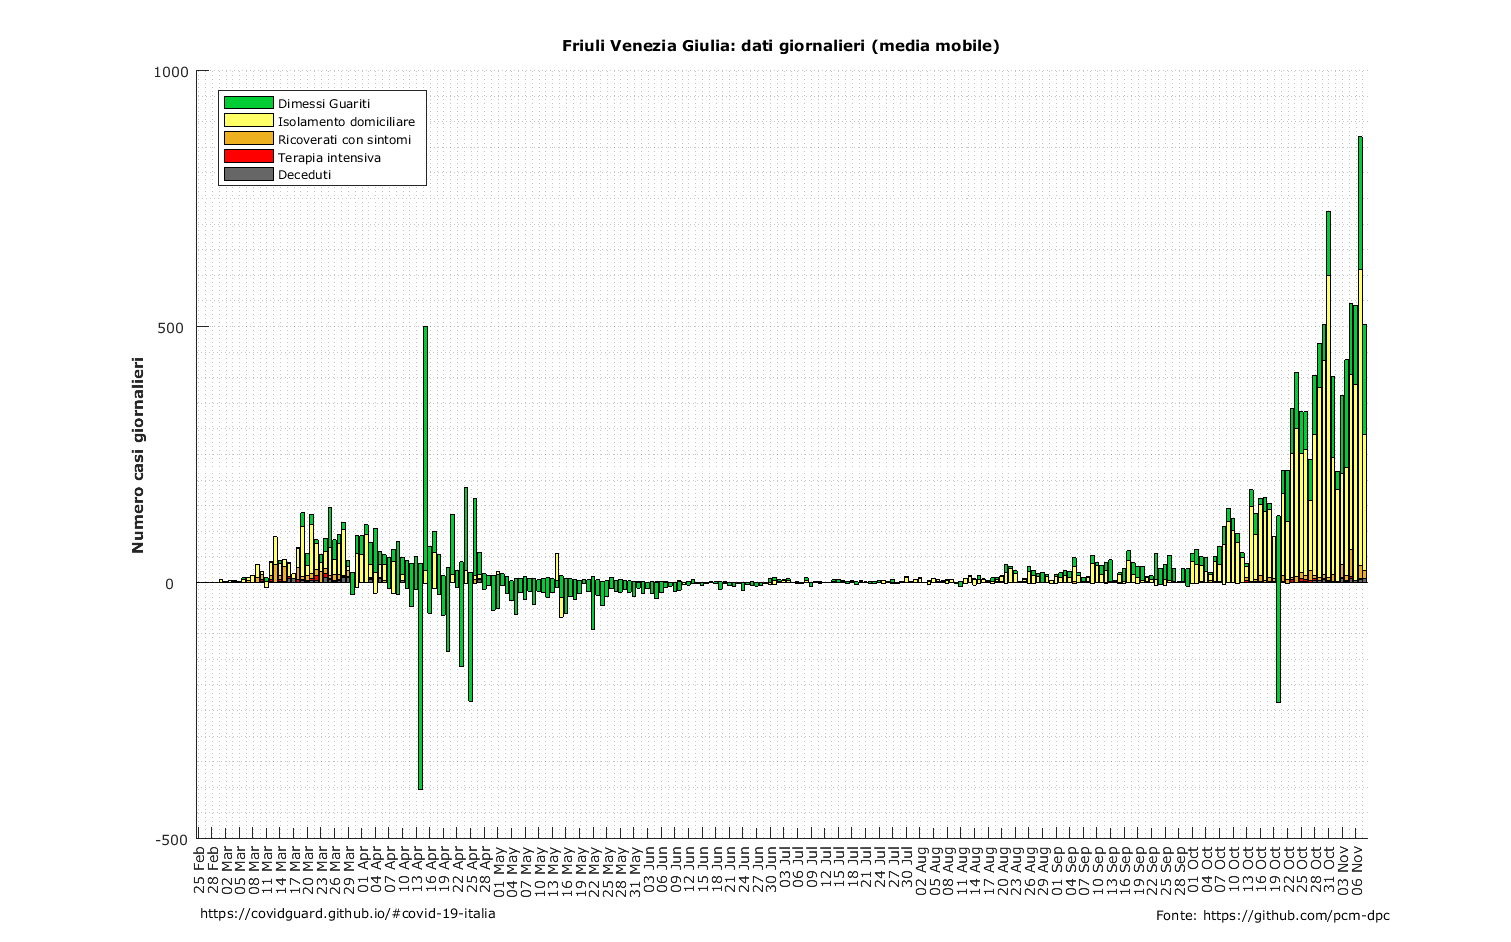 Friuli Venezia Giulia: dati giornalieri (media mobile)
1000
500
0
-500
Numero casi giornalieri
Dimessi Guariti
Isolamento domiciliare
Ricoverati con sintomi
Terapia intensiva
Deceduti
25 Feb
28 Feb
02 Mar
05 Mar
08 Mar
11 Mar
14 Mar
17 Mar
20 Mar
23 Mar
26 Mar
29 Mar
01 Apr
04 Apr
07 Apr
10 Apr
13 Apr
16 Apr
19 Apr
22 Apr
25 Apr
28 Apr
01 May
04 May
07 May
10 May
13 May
16 May
19 May
22 May
25 May
28 May
31 May
03 Jun
06 Jun
09 Jun
12 Jun
15 Jun
18 Jun
21 Jun
24 Jun
27 Jun
30 Jun
03 Jul
06 Jul
09 Jul
12 Jul
15 Jul
18 Jul
21 Jul
24 Jul
27 Jul
30 Jul
02 Aug
05 Aug
08 Aug
11 Aug
14 Aug
17 Aug
20 Aug
23 Aug
26 Aug
29 Aug
01 Sep
04 Sep
07 Sep
10 Sep
13 Sep
16 Sep
19 Sep
22 Sep
25 Sep
28 Sep
01 Oct
04 Oct
07 Oct
10 Oct
13 Oct
16 Oct
19 Oct
22 Oct
25 Oct
28 Oct
31 Oct
03 Nov
06 Nov
https://covidguard.github.io/#covid-19-italia
Fonte: https://github.com/pcm-dpc